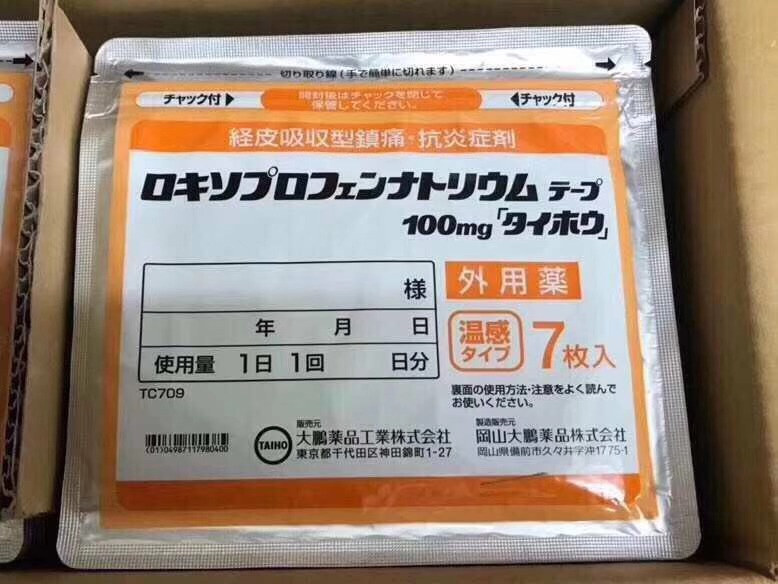 切り取り線(手で簡単に切れます)
チャック付▶
開封後はチャックを閉じて
保管してください。
◀チャック付
経皮吸収型鎮痛・抗炎症剤
ロキソプロフェンナトリウム テープ
100mg「タイホウ」
様
外用薬
年 月 日
使用量 1日 1回 日分
温感
タイプ
7枚入
TC709
裏面の使用方法・注意をよく読んで
お使いください。
(01)04987117980400
TAIHO
販売元
大鵬薬品工業株式会社
東京都千代田区神田錦町1-27
製造販売元
岡山大鵬薬品株式会社
岡山県備前市久々井字沖1775-1